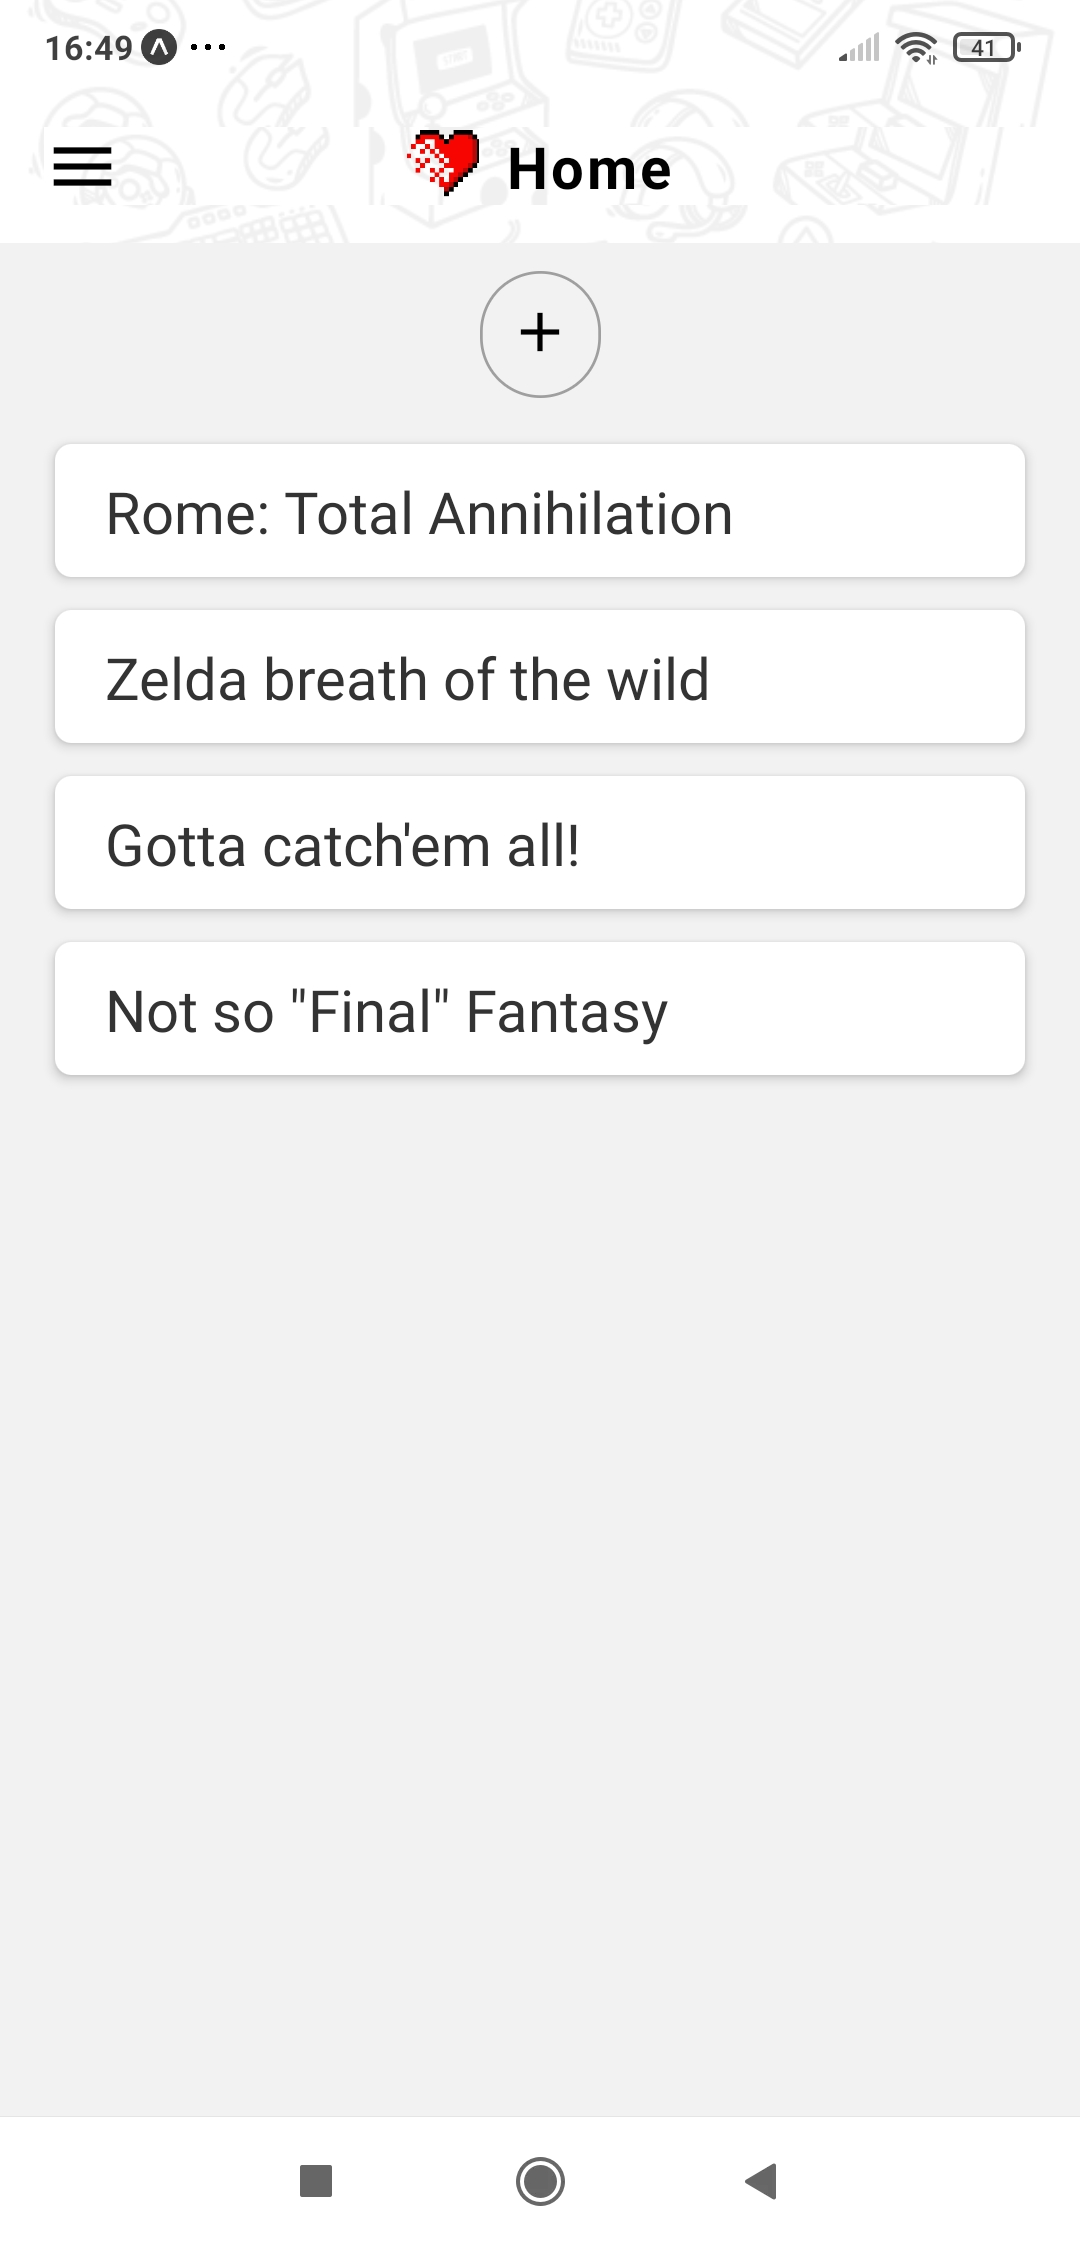 16:49
41
Home
+
Rome: Total Annihilation
Zelda breath of the wild
Gotta catch'em all!
Not so "Final" Fantasy